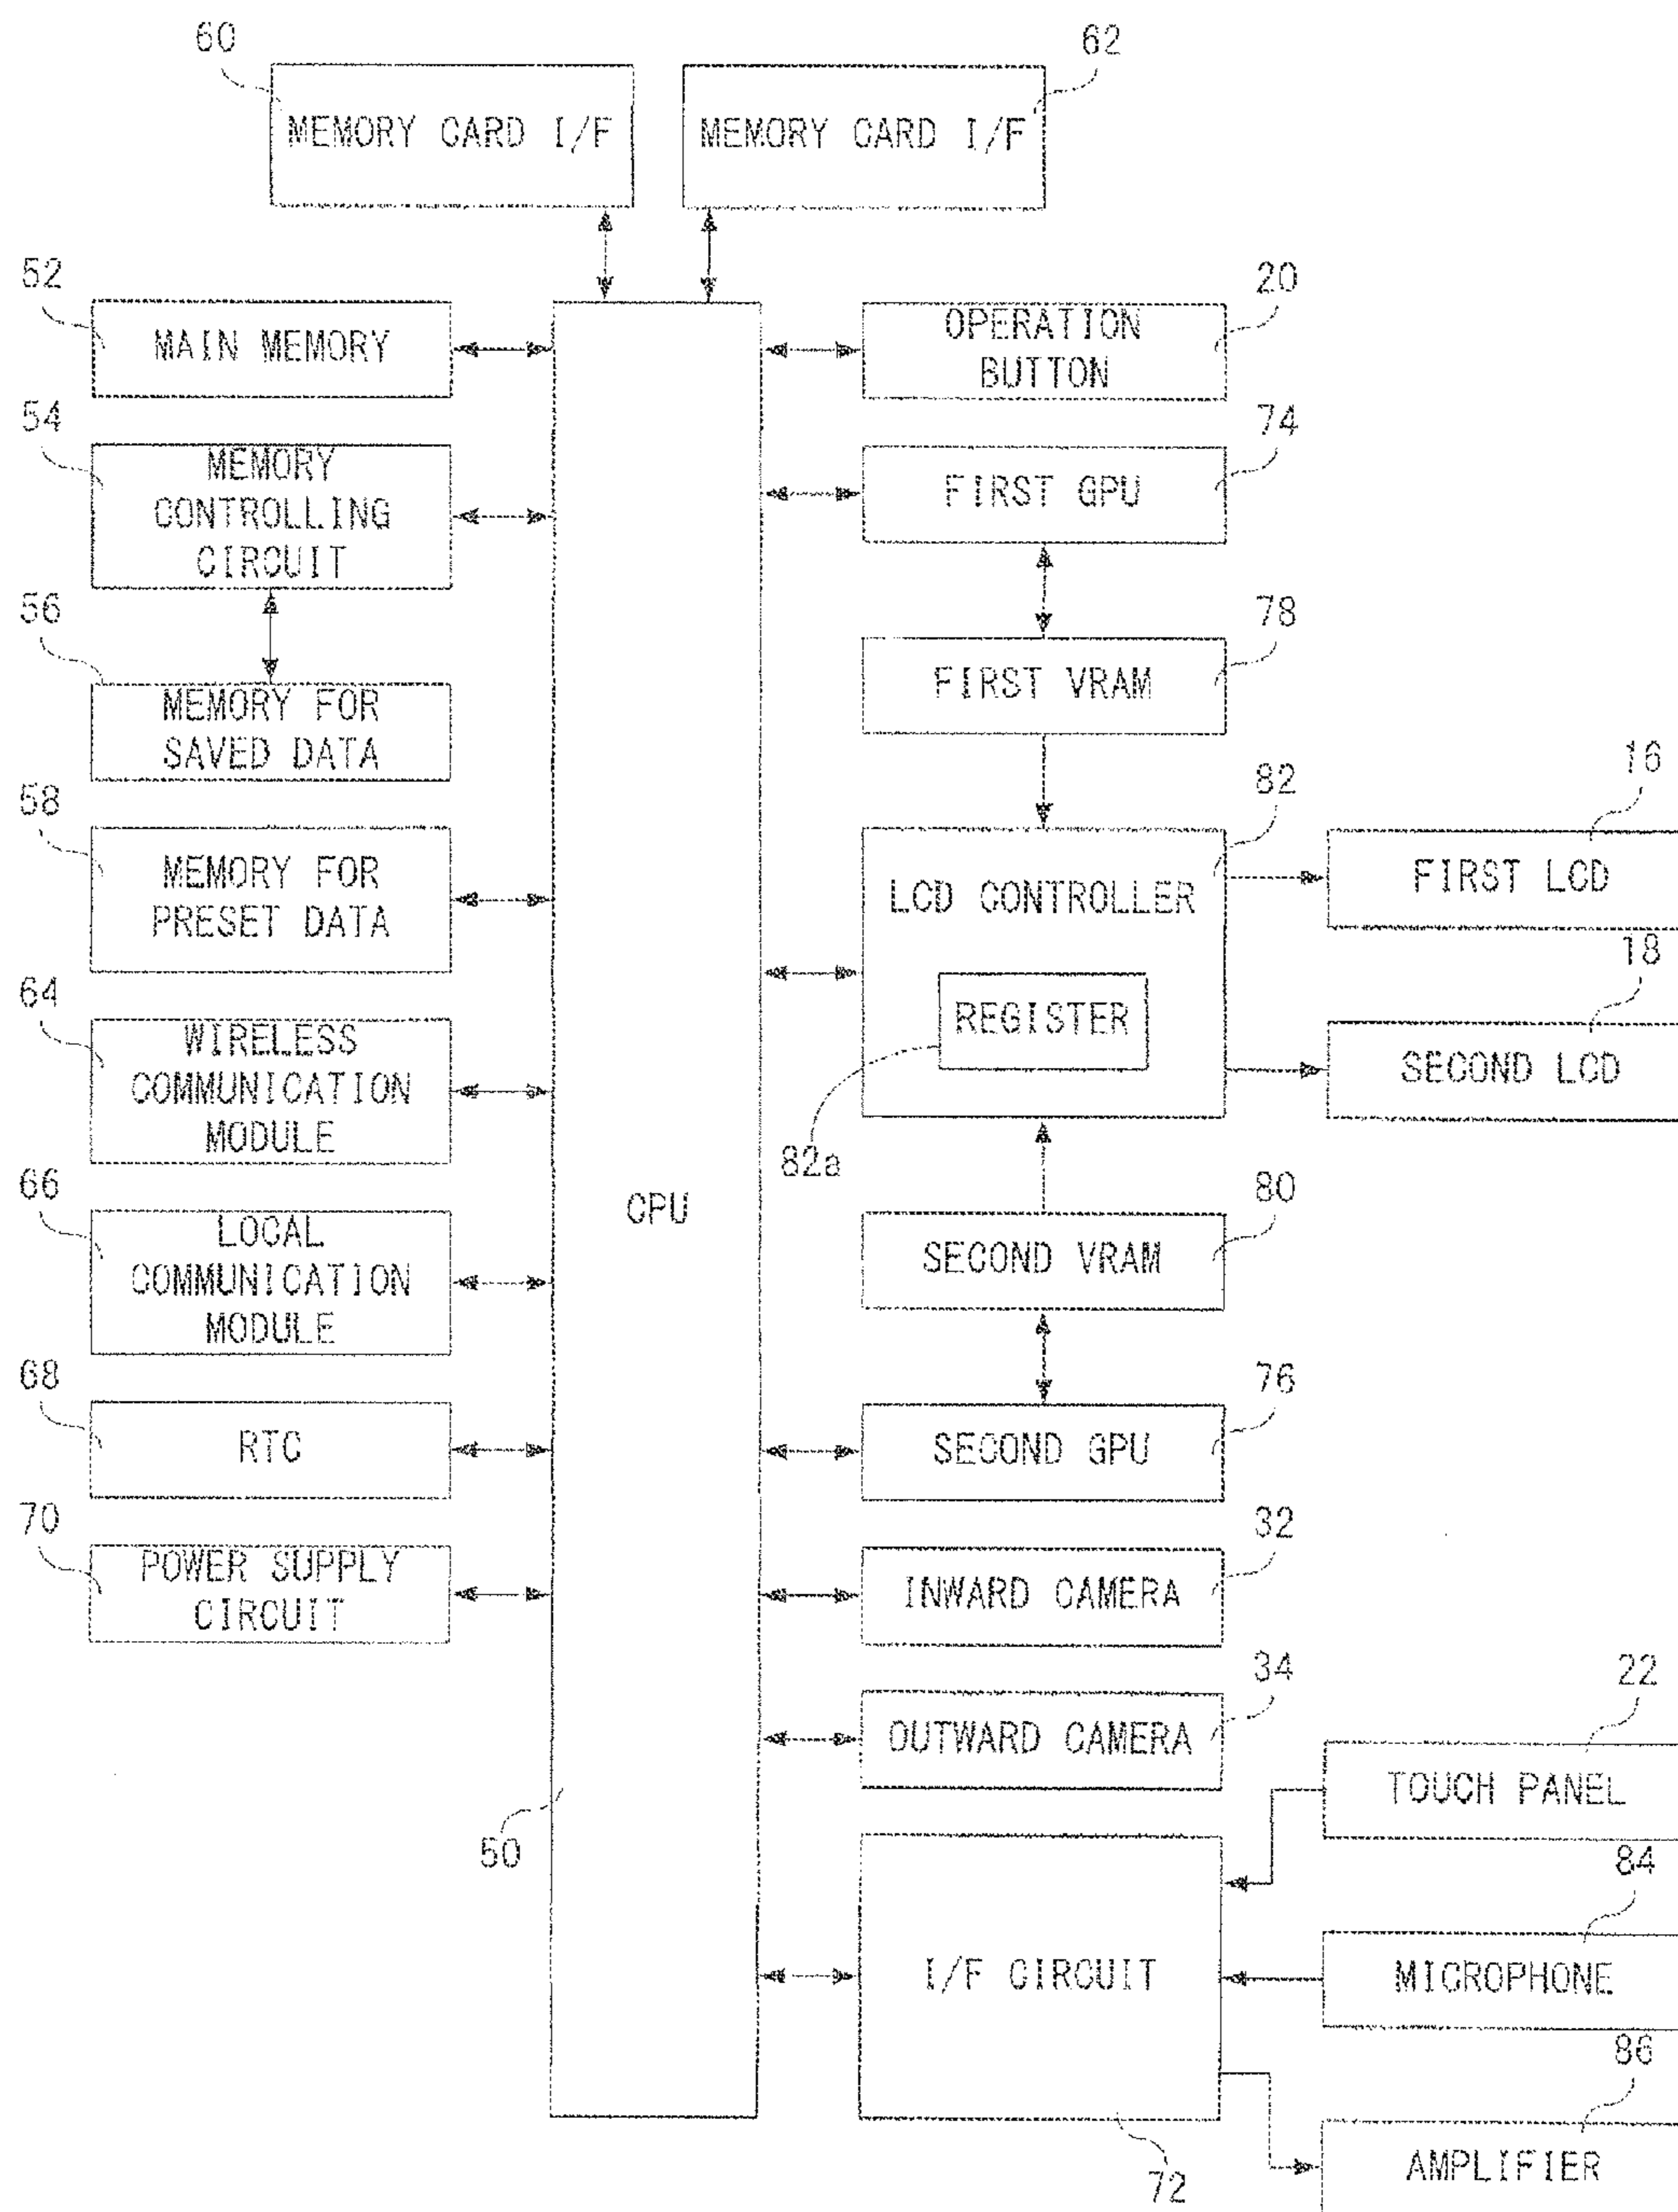 60
62
MEMORY CARD I/F
MEMORY CARD I/F
52
MAIN MEMORY
20
OPERATION
BUTTON
54
MEMORY
CONTROLLING
CIRCUIT
74
FIRST GPU
56
MEMORY FOR
SAVED DATA
78
FIRST VRAM
58
MEMORY FOR
PRESET DATA
82
LCD CONTROLLER
REGISTER
82a
16
FIRST LCD
18
SECOND LCD
64
WIRELESS
COMMUNICATION
MODULE
66
LOCAL
COMMUNICATION
MODULE
CPU
80
SECOND VRAM
68
RTC
76
SECOND GPU
70
POWER SUPPLY
CIRCUIT
32
INWARD CAMERA
34
OUTWARD CAMERA
50
22
TOUCH PANEL
84
MICROPHONE
I/F CIRCUIT
72
86
AMPLIFIER